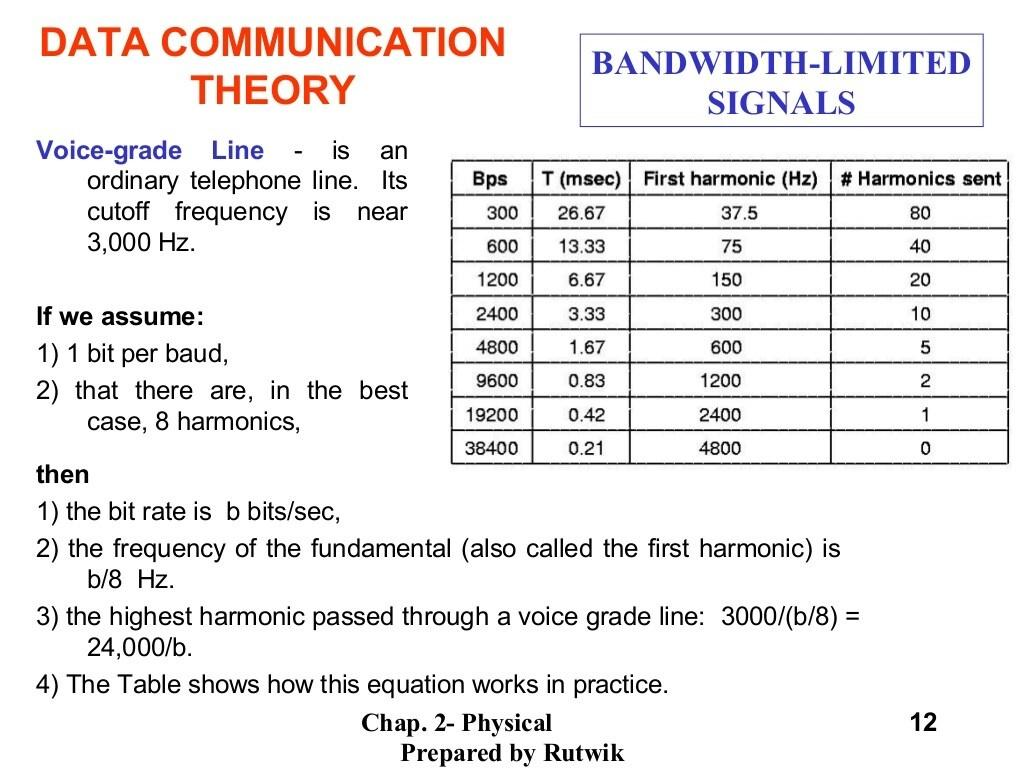 DATA COMMUNICATION
THEORY
BANDWIDTH-LIMITED
SIGNALS
Voice-grade Line - is an
ordinary telephone line. Its
cutoff frequency is near
3,000 Hz.
If we assume:
1) 1 bit per baud,
2) that there are, in the best
case, 8 harmonics,
Bps T (msec) First harmonic (Hz) # Harmonics sent
300 26.67 37.5 80
600 13.33 75 40
1200 6.67 150 20
2400 3.33 300 10
4800 1.67 600 5
9600 0.83 1200 2
19200 0.42 2400 1
38400 0.21 4800 0
then
1) the bit rate is b bits/sec,
2) the frequency of the fundamental (also called the first harmonic) is
b/8 Hz.
3) the highest harmonic passed through a voice grade line: 3000/(b/8) =
24,000/b.
4) The Table shows how this equation works in practice.
Chap. 2- Physical 12
Prepared by Rutwik